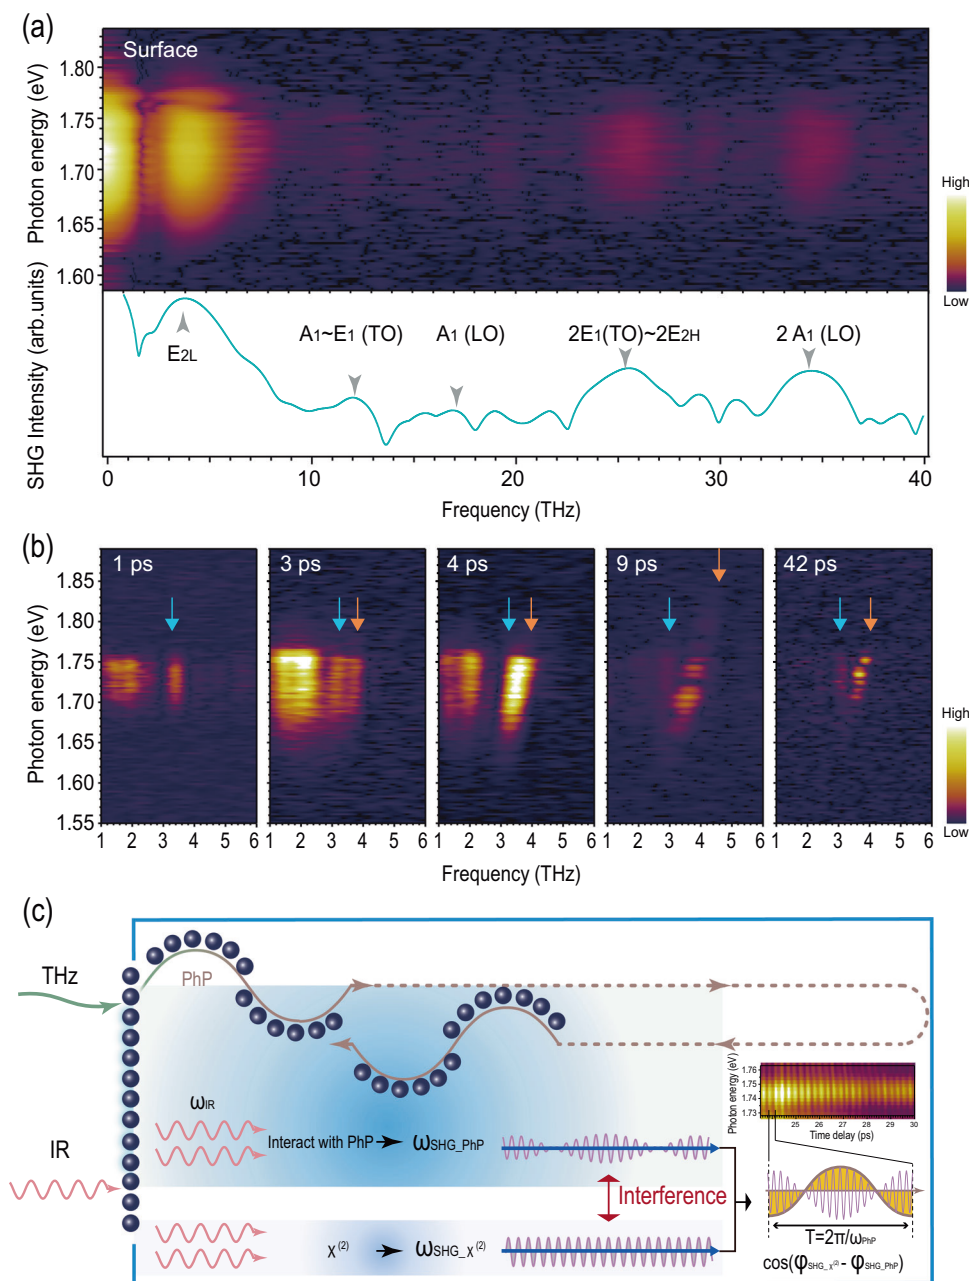 (a)
Surface
Photon energy (eV)
1.80
1.75
1.70
1.65
1.60
High
Low
SHG Intensity (arb.units)
E2L
A1~E1 (TO)
A1 (LO)
2E1(TO)~2E2H
2 A1 (LO)
0 10 20 30 40
Frequency (THz)
(b)
Photon energy (eV)
1.85
1.80
1.75
1.70
1.65
1.60
1.55
1 ps
3 ps
4 ps
9 ps
42 ps
High
Low
1 2 3 4 5 6
1 2 3 4 5 6
1 2 3 4 5 6
1 2 3 4 5 6
1 2 3 4 5 6
Frequency (THz)
(c)
THz
PhP
IR
ωIR
Interact with PhP
ωSHG_PhP
Interference
χ(2)
ωSHG_χ(2)
Photon energy (eV)
1.76
1.75
1.74
1.73
25 26 27 28 29 30
Time delay (ps)
T=2π/ωPhP
cos(φSHG_χ(2) - φSHG_PhP)